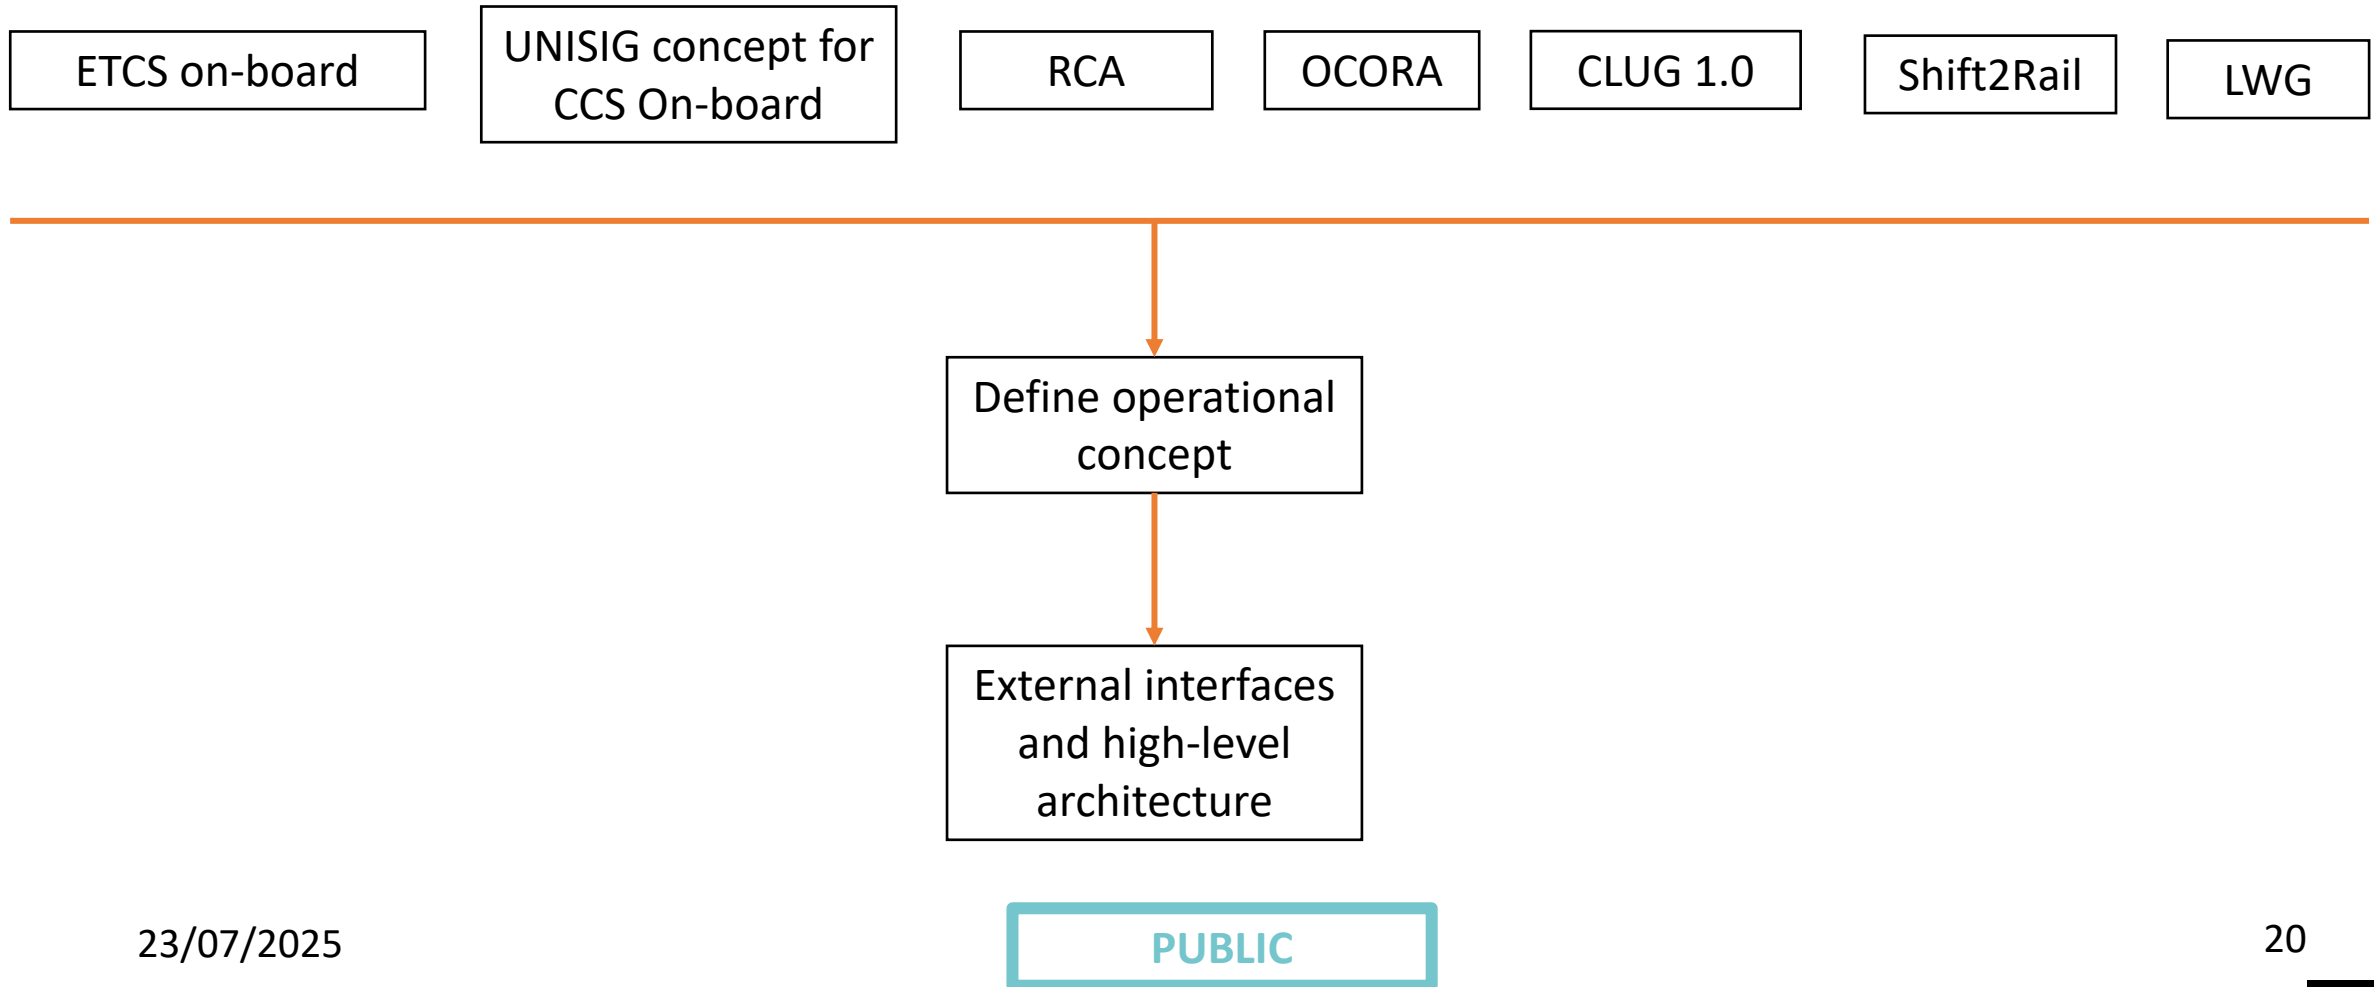 ETCS on-board
UNISIG concept for
CCS On-board
RCA
OCORA
CLUG 1.0
Shift2Rail
LWG
Define operational
concept
External interfaces
and high-level
architecture
23/07/2025
PUBLIC
20